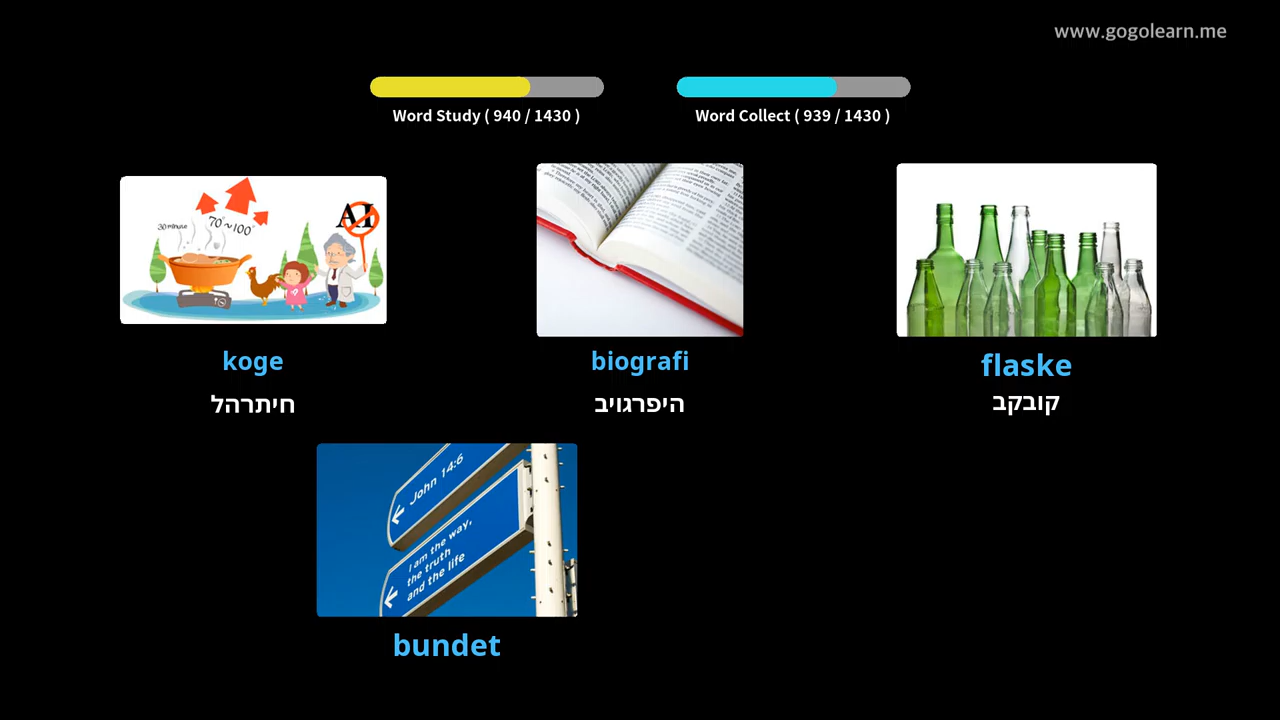 www.gogolearn.me
Word Study ( 940 / 1430 )
Word Collect ( 939 / 1430 )
30 minute
70°~100°
AI
koge
חיתרהל
biografi
היפרגויב
flaske
קובקב
John 14:6
I am the way,
the truth
and the life
bundet